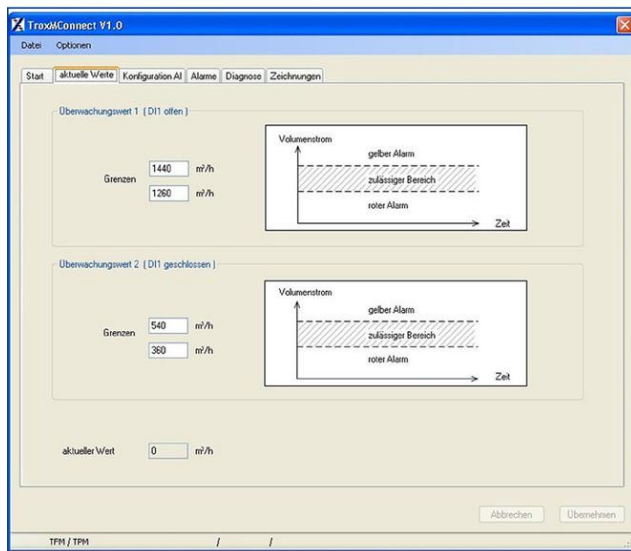 TroxMConnect V1.0
Datei Optionen
Start aktuelle Werte Konfiguration AI Alarme Diagnose Zeichnungen
Überwachungswert 1 ( DI1 offen )
Volumenstrom
gelber Alarm
Grenzen 1440 m³/h
zulässiger Bereich
1260 m³/h
roter Alarm
Zeit
Überwachungswert 2 ( DI1 geschlossen )
Volumenstrom
gelber Alarm
Grenzen 540 m³/h
zulässiger Bereich
360 m³/h
roter Alarm
Zeit
aktueller Wert 0 m³/h
Abbrechen Übernehmen
TFM / TPM / /